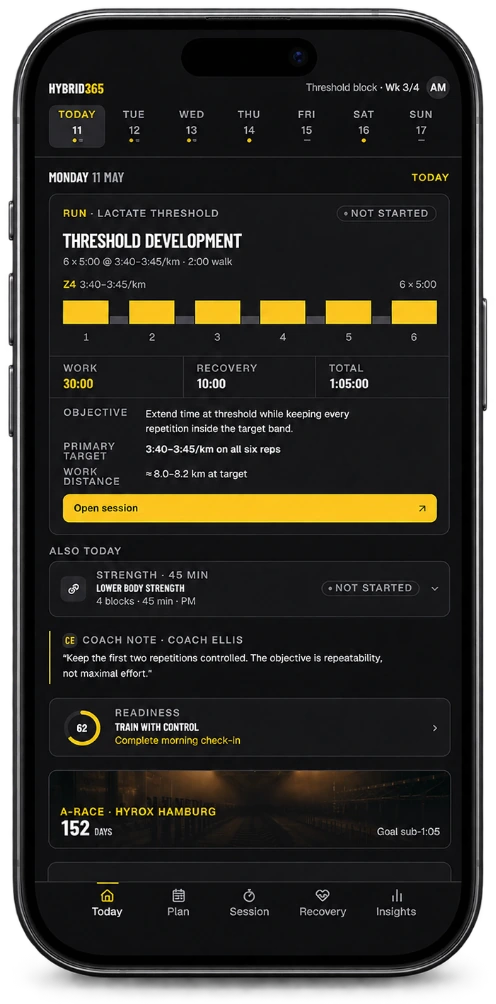 HYBRID365
Threshold block · Wk 3/4
AM
TODAY TUE WED THU FRI SAT SUN
11 12 13 14 15 16 17
MONDAY 11 MAY
TODAY
RUN · LACTATE THRESHOLD
NOT STARTED
THRESHOLD DEVELOPMENT
6 × 5:00 @ 3:40–3:45/km · 2:00 walk
Z4 3:40–3:45/km
6 × 5:00
1 2 3 4 5 6
WORK RECOVERY TOTAL
30:00 10:00 1:05:00
OBJECTIVE Extend time at threshold while keeping every
repetition inside the target band.
PRIMARY
TARGET
3:40–3:45/km on all six reps
WORK
DISTANCE
≈ 8.0–8.2 km at target
Open session
ALSO TODAY
STRENGTH · 45 MIN
LOWER BODY STRENGTH
4 blocks · 45 min · PM
NOT STARTED
CE COACH NOTE · COACH ELLIS
“Keep the first two repetitions controlled. The objective is repeatability,
not maximal effort.”
62
READINESS
TRAIN WITH CONTROL
Complete morning check-in
A-RACE · HYROX HAMBURG
152 DAYS
Goal sub-1:05
Today Plan Session Recovery Insights